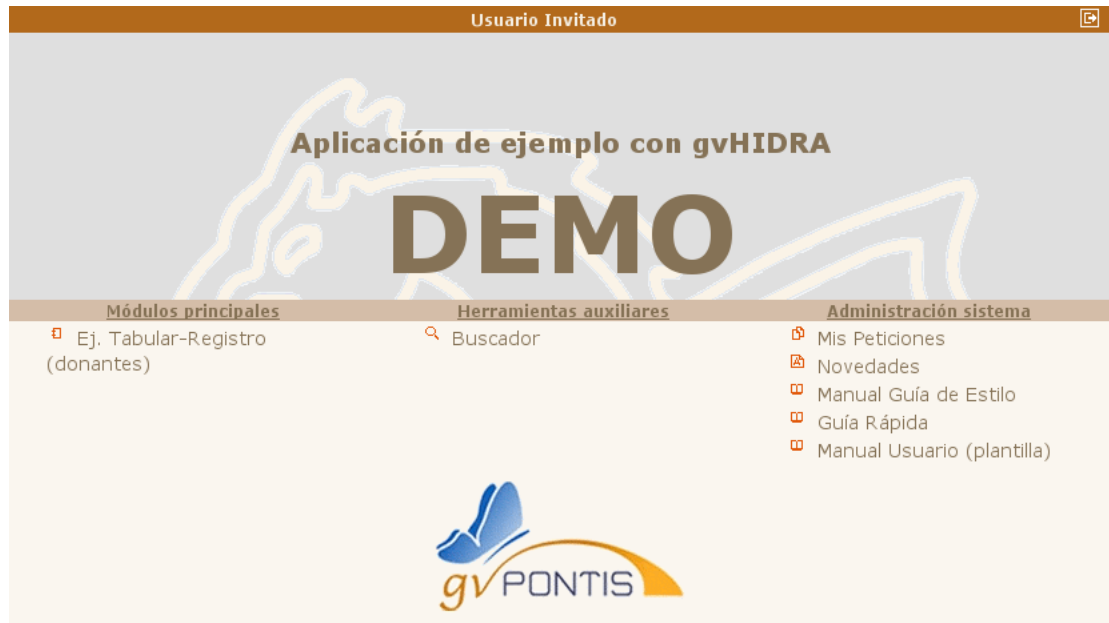 Usuario Invitado
Aplicación de ejemplo con gvHIDRA
DEMO
Módulos principales
Ej. Tabular-Registro
(donantes)
Herramientas auxiliares
Buscador
Administración sistema
Mis Peticiones
Novedades
Manual Guía de Estilo
Guía Rápida
Manual Usuario (plantilla)
gvPONTIS